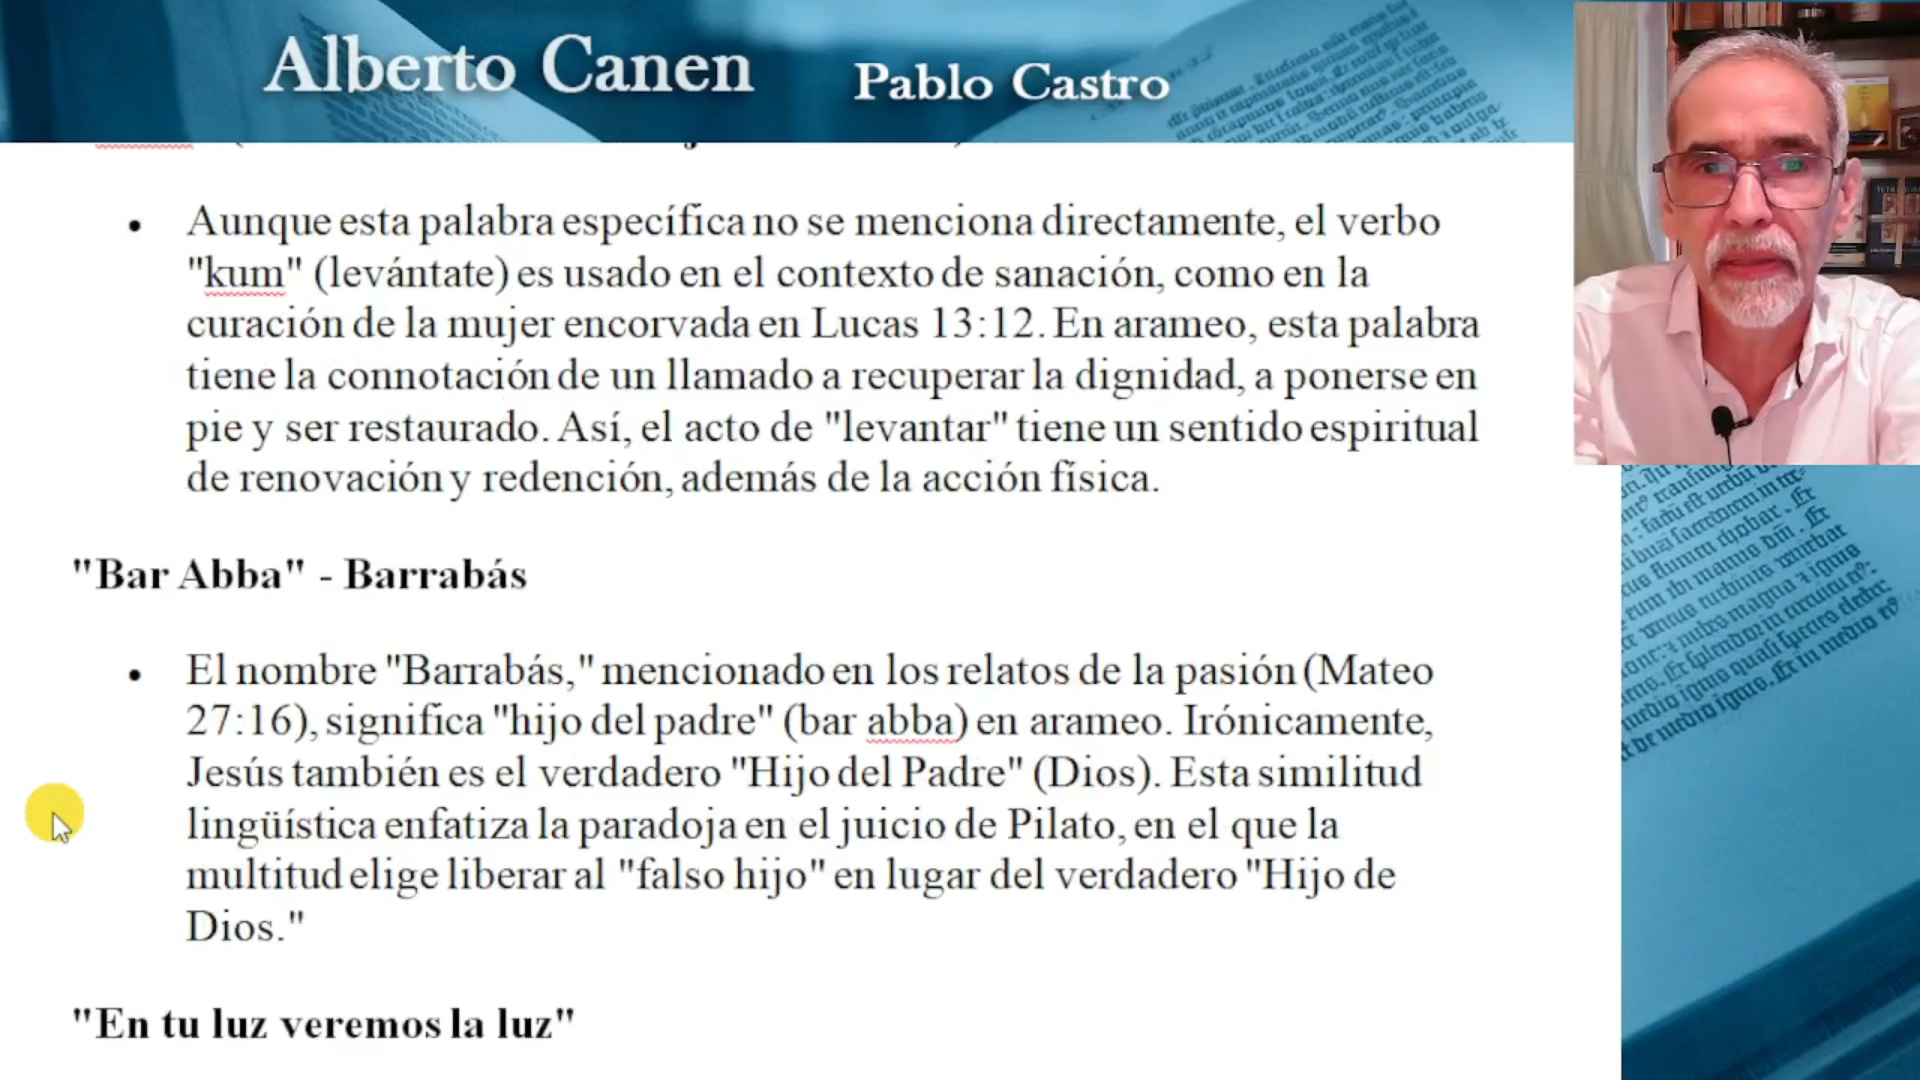 Alberto Canen
Pablo Castro
Aunque esta palabra específica no se menciona directamente, el verbo
"kum" (levántate) es usado en el contexto de sanación, como en la
curación de la mujer encorvada en Lucas 13:12. En arameo, esta palabra
tiene la connotación de un llamado a recuperar la dignidad, a ponerse en
pie y ser restaurado. Así, el acto de "levantar" tiene un sentido espiritual
de renovación y redención, además de la acción física.
"Bar Abba" - Barrabás
El nombre "Barrabás," mencionado en los relatos de la pasión (Mateo
27:16), significa "hijo del padre" (bar abba) en arameo. Irónicamente,
Jesús también es el verdadero "Hijo del Padre" (Dios). Esta similitud
lingüística enfatiza la paradoja en el juicio de Pilato, en el que la
multitud elige liberar al "falso hijo" en lugar del verdadero "Hijo de
Dios."
"En tu luz veremos la luz"